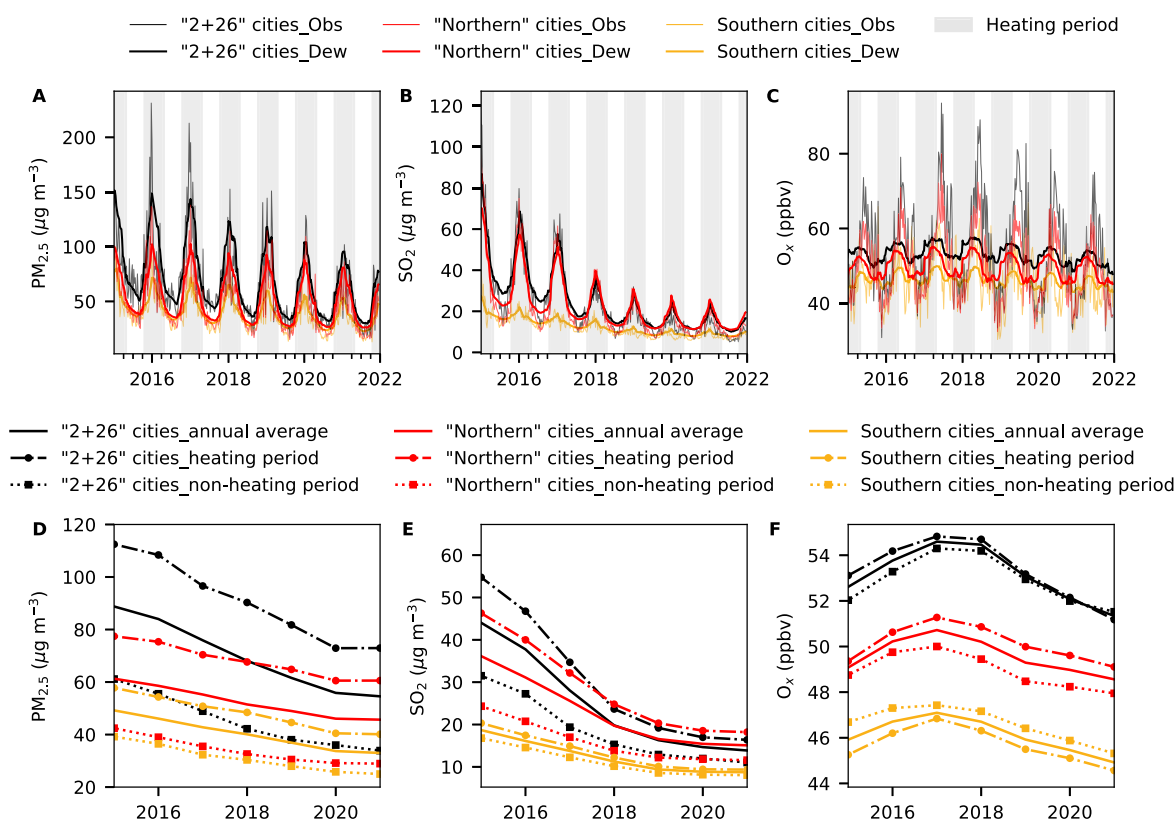 "2+26" cities_Obs
"Northern" cities_Obs
Southern cities_Obs
Heating period
"2+26" cities_Dew
"Northern" cities_Dew
Southern cities_Dew
A
B
C
PM2.5 (μg m−3)
200
150
100
50
2016
2018
2020
2022
SO2 (μg m−3)
120
100
80
60
40
20
0
2016
2018
2020
2022
Ox (ppbv)
80
60
40
2016
2018
2020
2022
"2+26" cities_annual average
"Northern" cities_annual average
Southern cities_annual average
"2+26" cities_heating period
"Northern" cities_heating period
Southern cities_heating period
"2+26" cities_non-heating period
"Northern" cities_non-heating period
Southern cities_non-heating period
D
E
F
PM2.5 (μg m−3)
120
100
80
60
40
20
2016
2018
2020
SO2 (μg m−3)
60
50
40
30
20
10
2016
2018
2020
Ox (ppbv)
54
52
50
48
46
44
2016
2018
2020